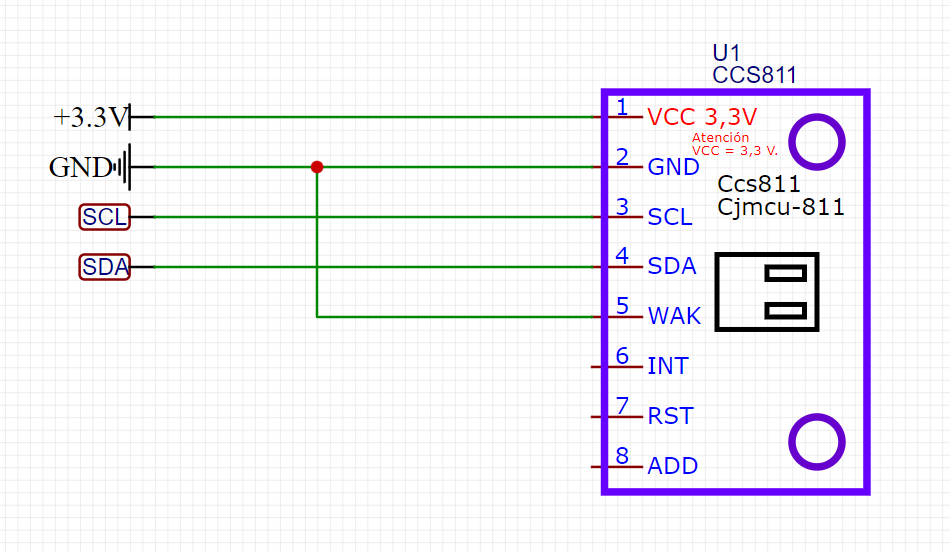 U1
CCS811
+3.3V
1
VCC 3,3V
Atención
VCC = 3,3 V.
GND
2
GND
Ccs811
Cjmcu-811
SCL
3
SCL
SDA
4
SDA
5
WAK
6
INT
7
RST
8
ADD